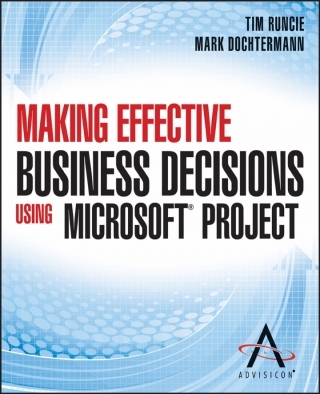 TIM RUNCIE
MARK DOCHTERMANN
MAKING EFFECTIVE
BUSINESS DECISIONS
USING MICROSOFT® PROJECT
ADVISICON®